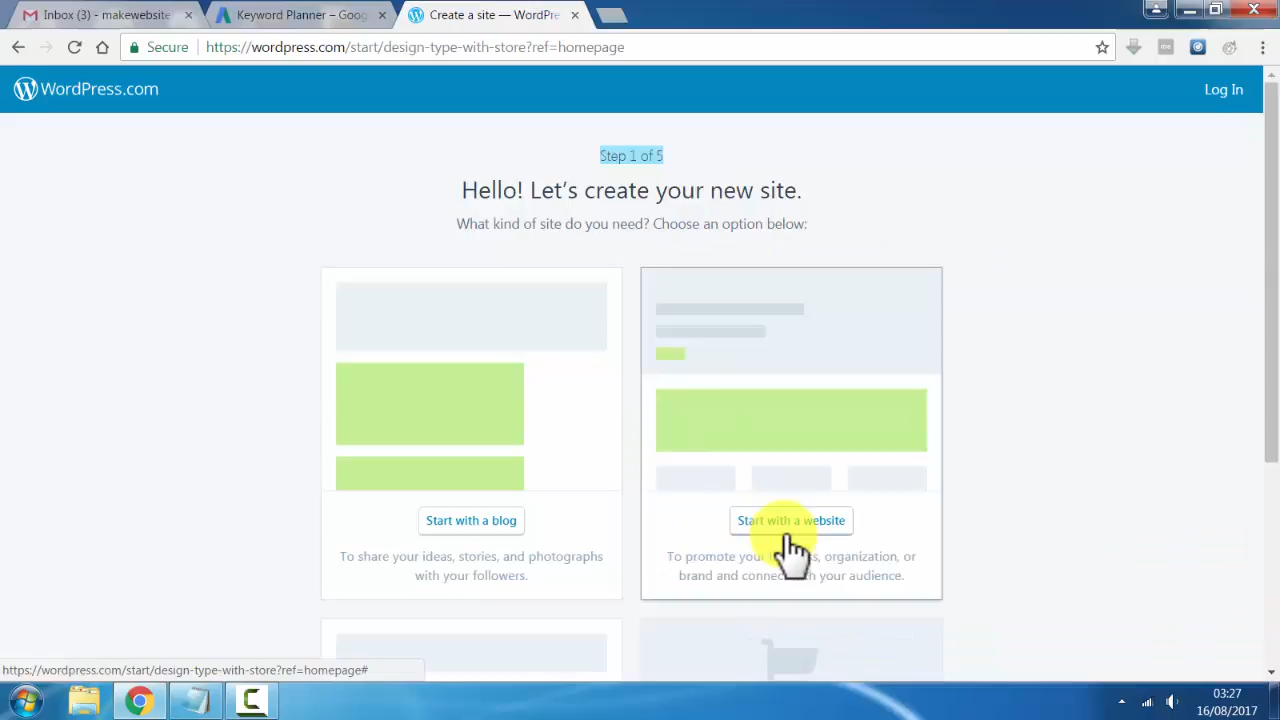 Inbox (3) - makewebsite
Keyword Planner – Goog
Create a site — WordPre
Secure
https://wordpress.com/start/design-type-with-store?ref=homepage
WordPress.com
Log In
Step 1 of 5
Hello! Let's create your new site.
What kind of site do you need? Choose an option below:
Start with a blog
To share your ideas, stories, and photographs
with your followers.
Start with a website
To promote your organization, or
brand and connect your audience.
https://wordpress.com/start/design-type-with-store?ref=homepage#
03:27
16/08/2017